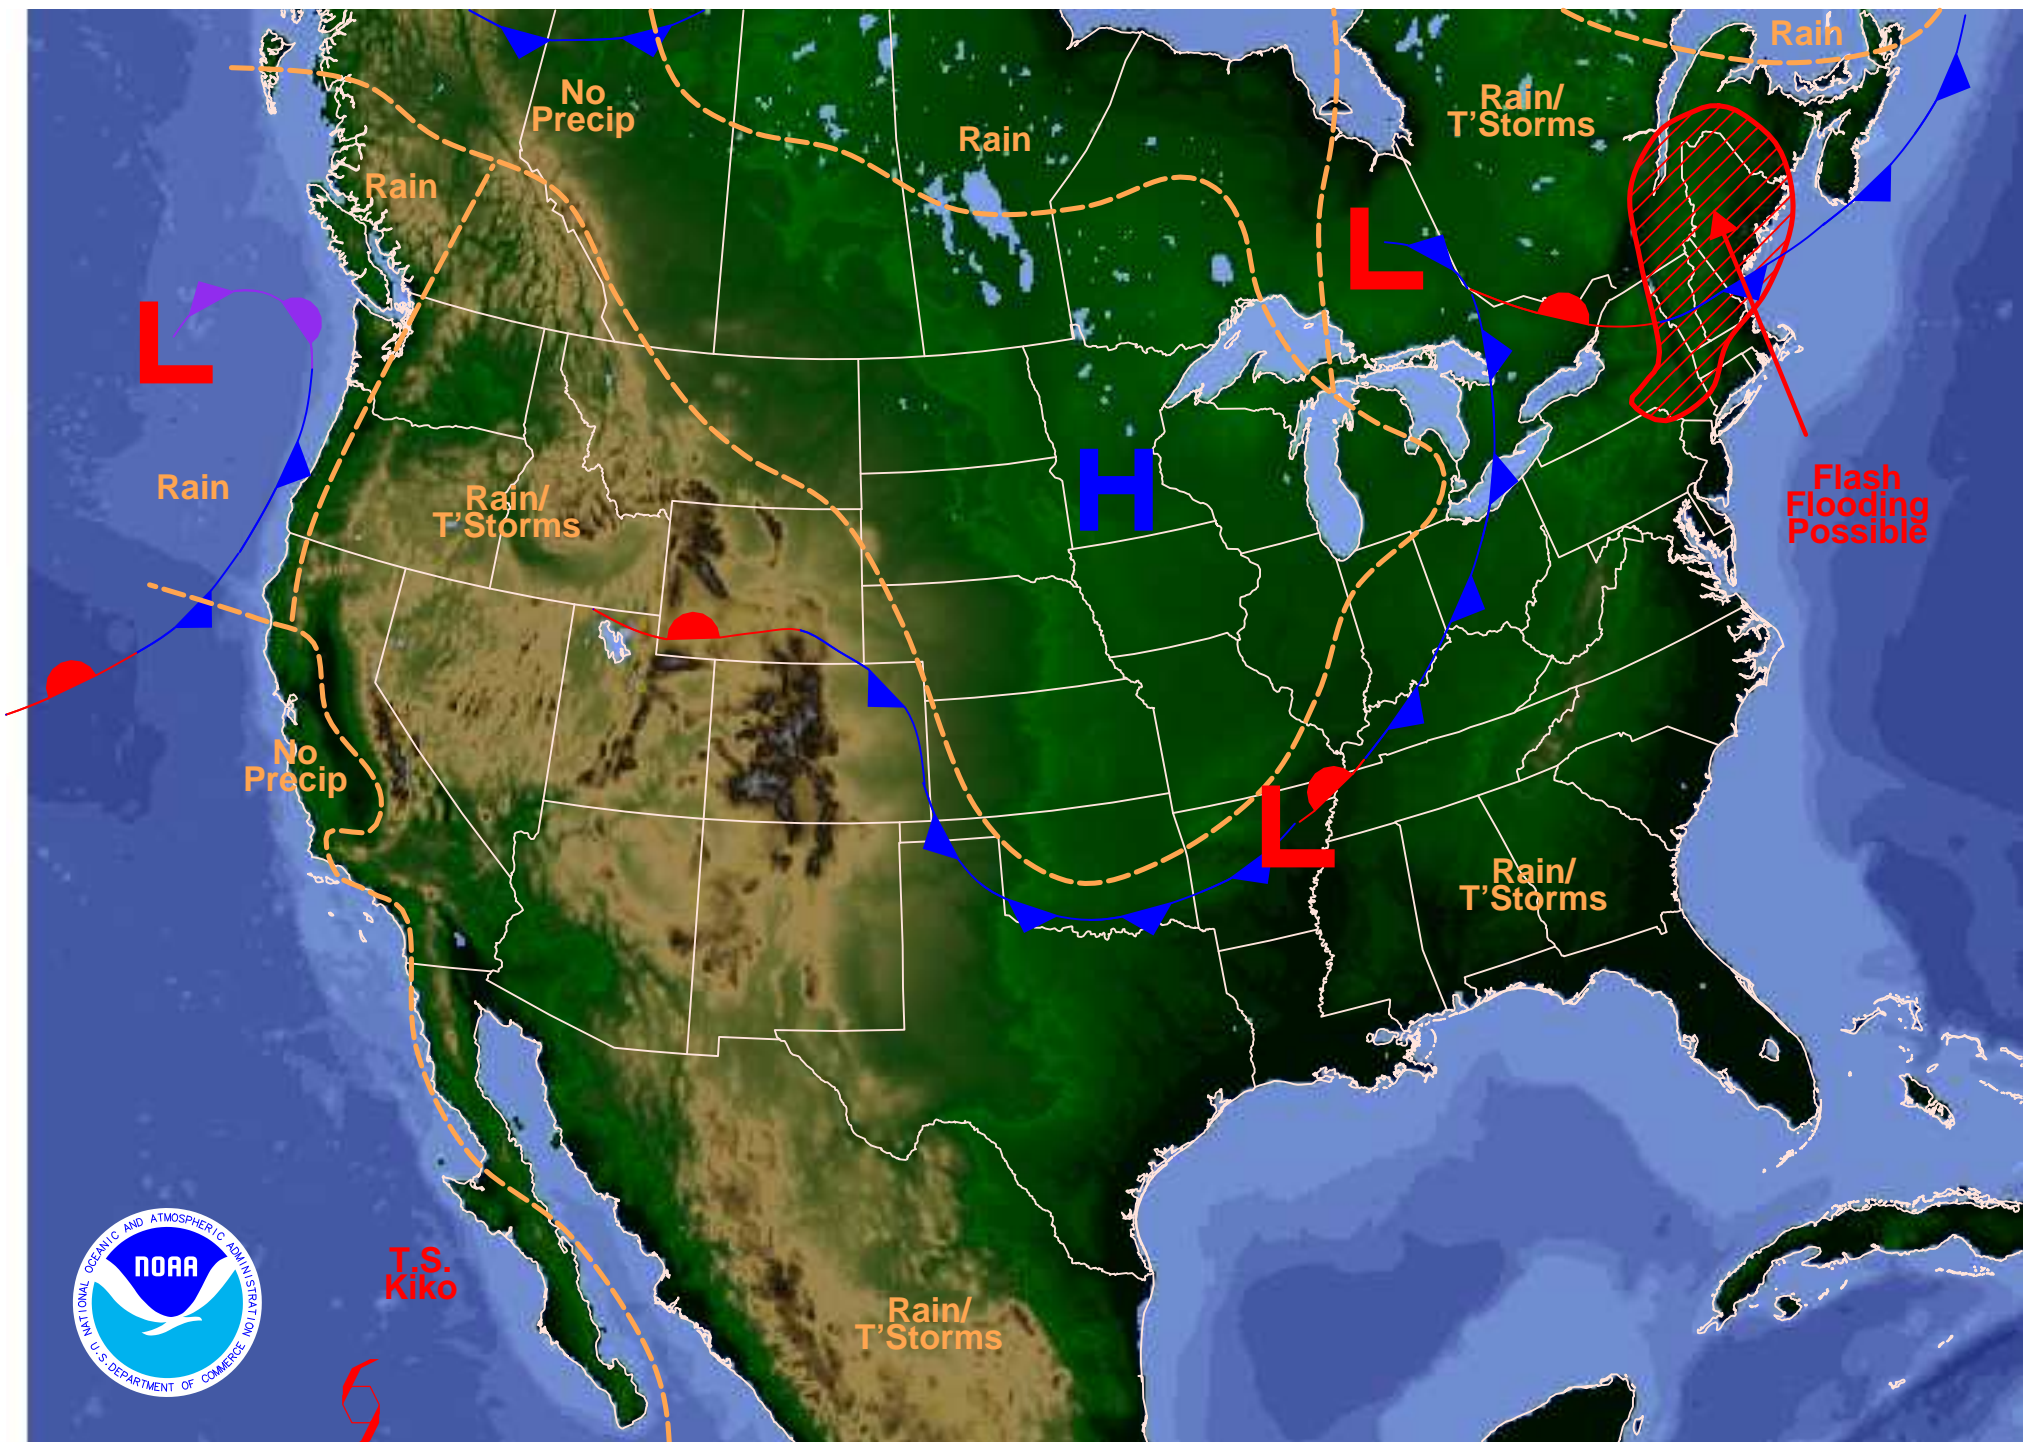 Rain
No
Precip
Rain/
T'Storms
Rain
Rain
L
L
Rain
H
Rain/
T'Storms
Flash
Flooding
Possible
No
Precip
L
Rain/
T'Storms
T.S.
Kiko
Rain/
T'Storms
NATIONAL OCEANIC AND ATMOSPHERIC ADMINISTRATION
NOAA
U.S. DEPARTMENT OF COMMERCE